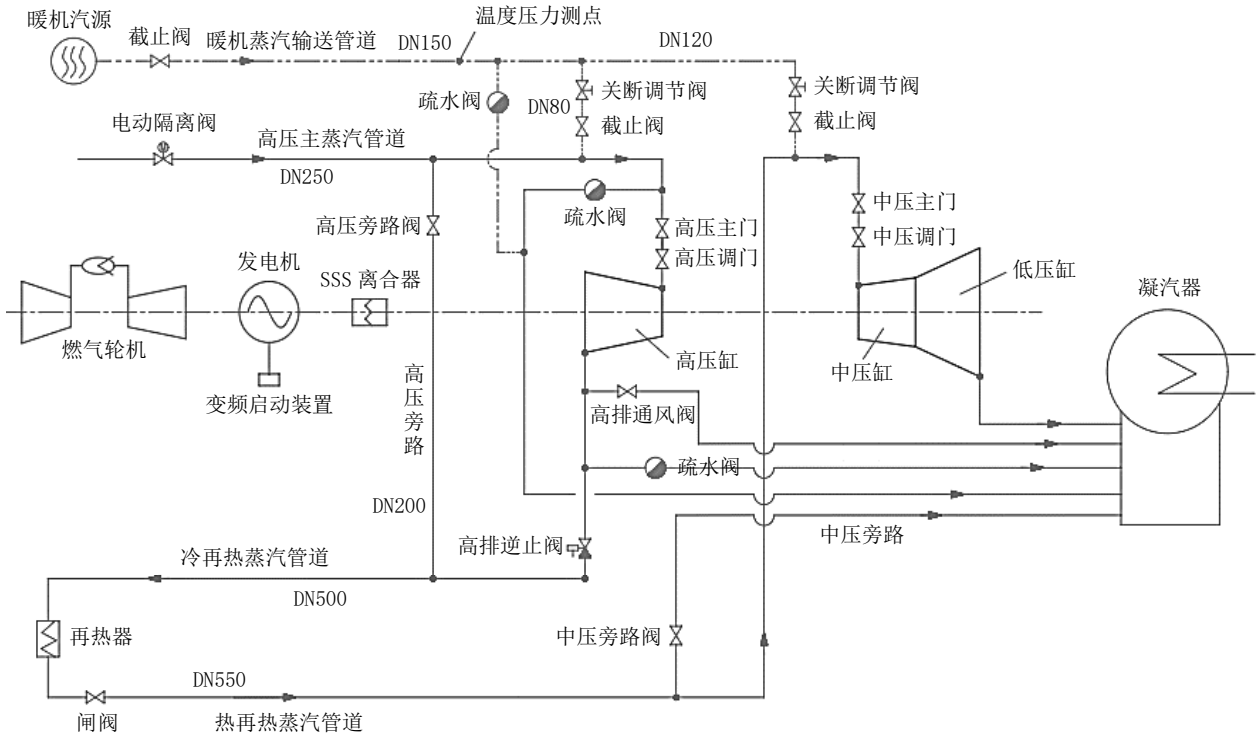 温度压力测点
暖机汽源
截止阀
暖机蒸汽输送管道
DN150
DN120
疏水阀
DN80
关断调节阀
截止阀
关断调节阀
截止阀
电动隔离阀
高压主蒸汽管道
DN250
疏水阀
高压旁路阀
高压主门
高压调门
中压主门
中压调门
发电机
SSS 离合器
低压缸
凝汽器
燃气轮机
高压缸
中压缸
变频启动装置
高压旁路
高排通风阀
疏水阀
DN200
中压旁路
高排逆止阀
冷再热蒸汽管道
DN500
再热器
中压旁路阀
DN550
闸阀
热再热蒸汽管道